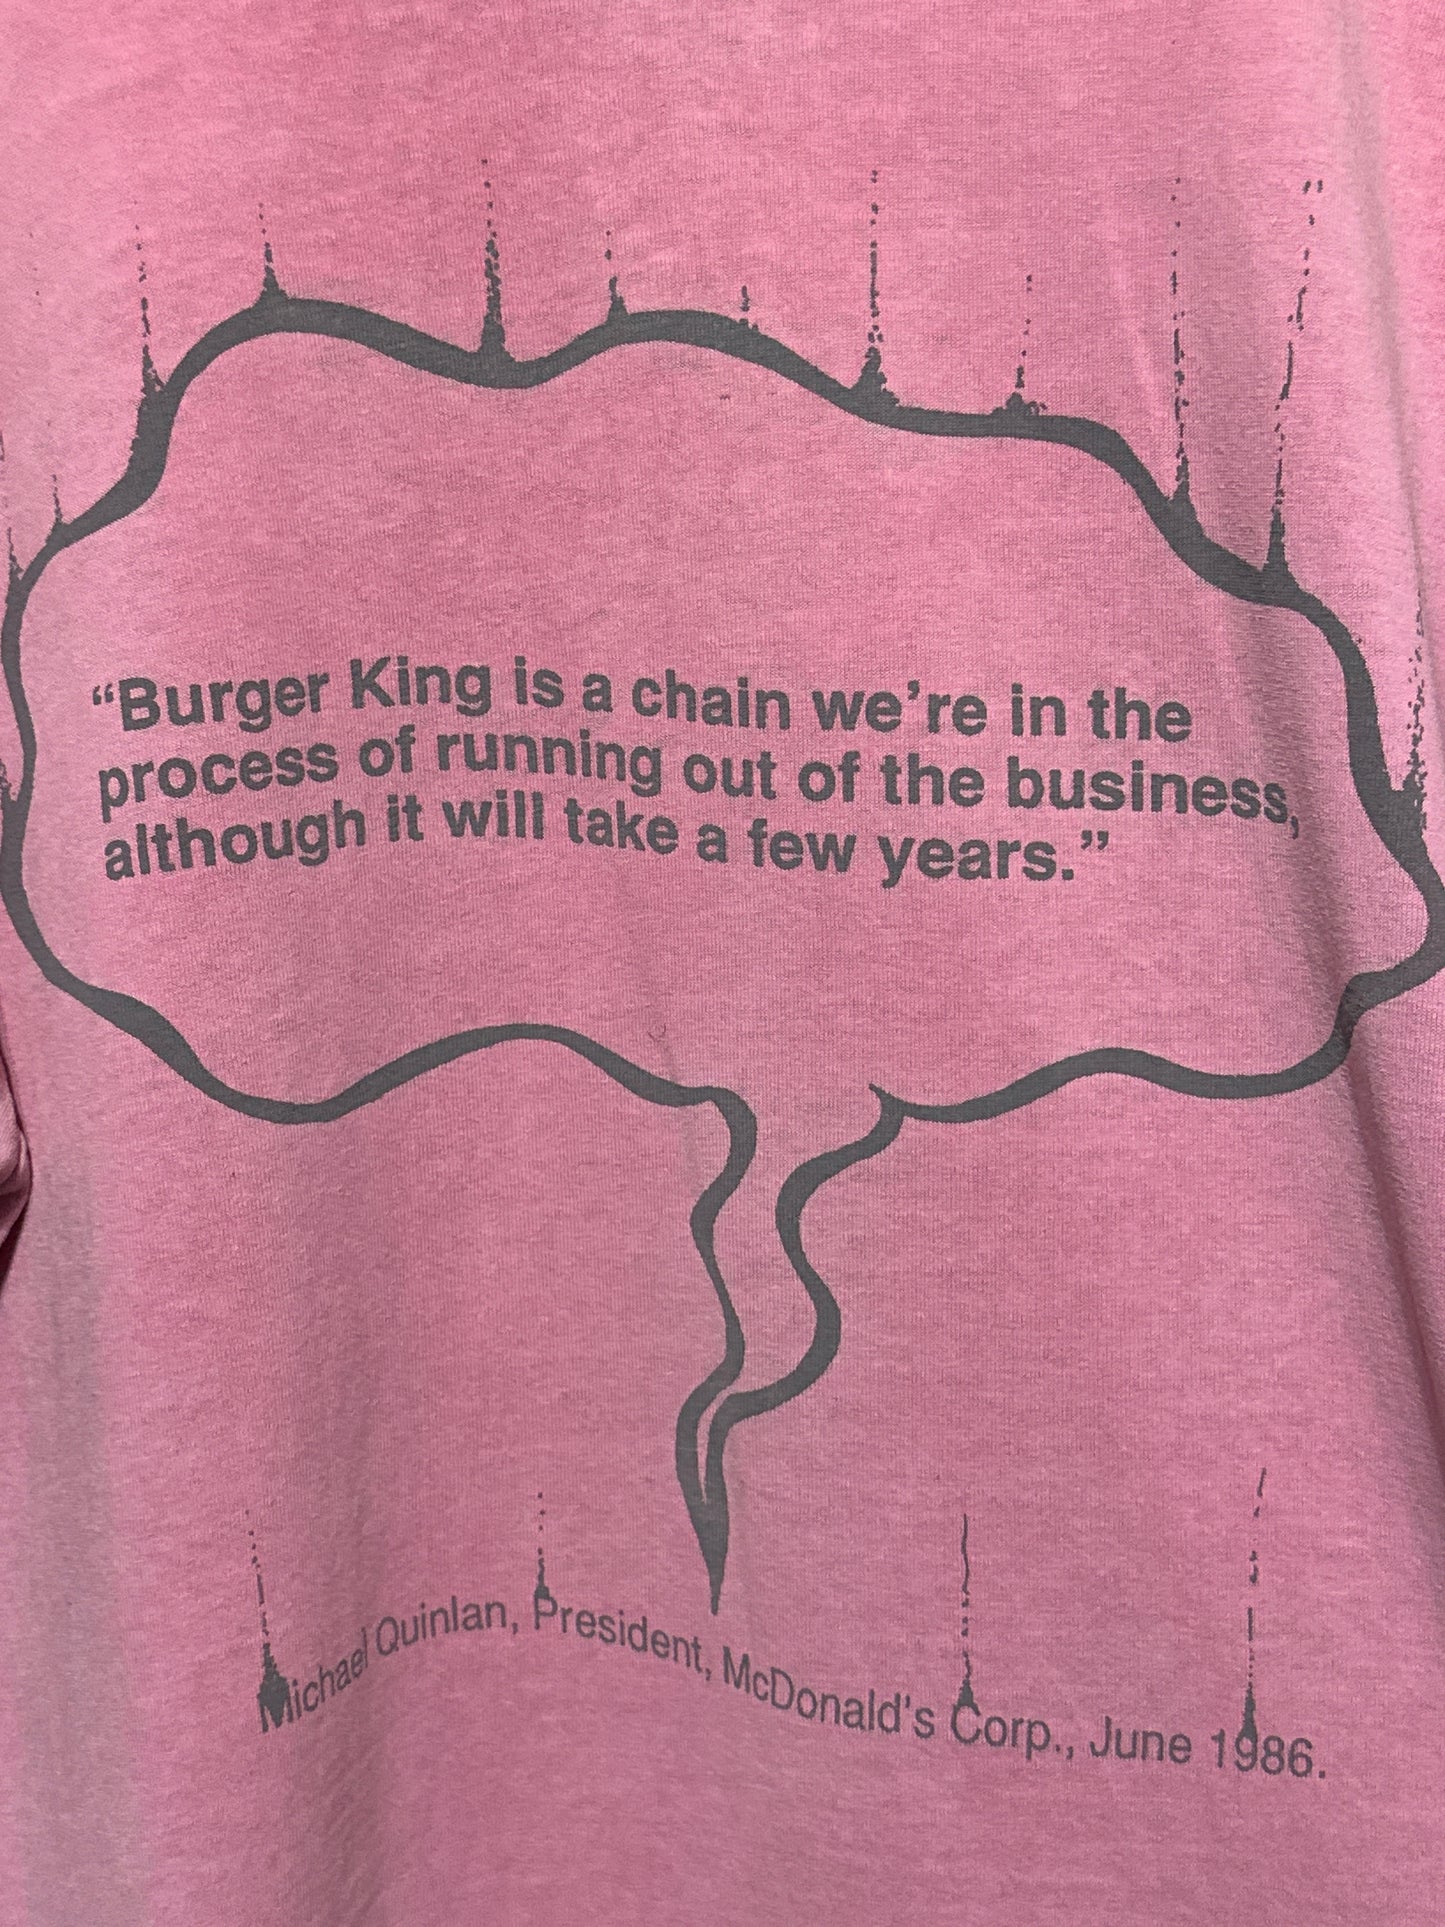 “Burger King is a chain we’re in the
process of running out of the business,
although it will take a few years.”
Michael Quinlan, President, McDonald's Corp., June 1986.